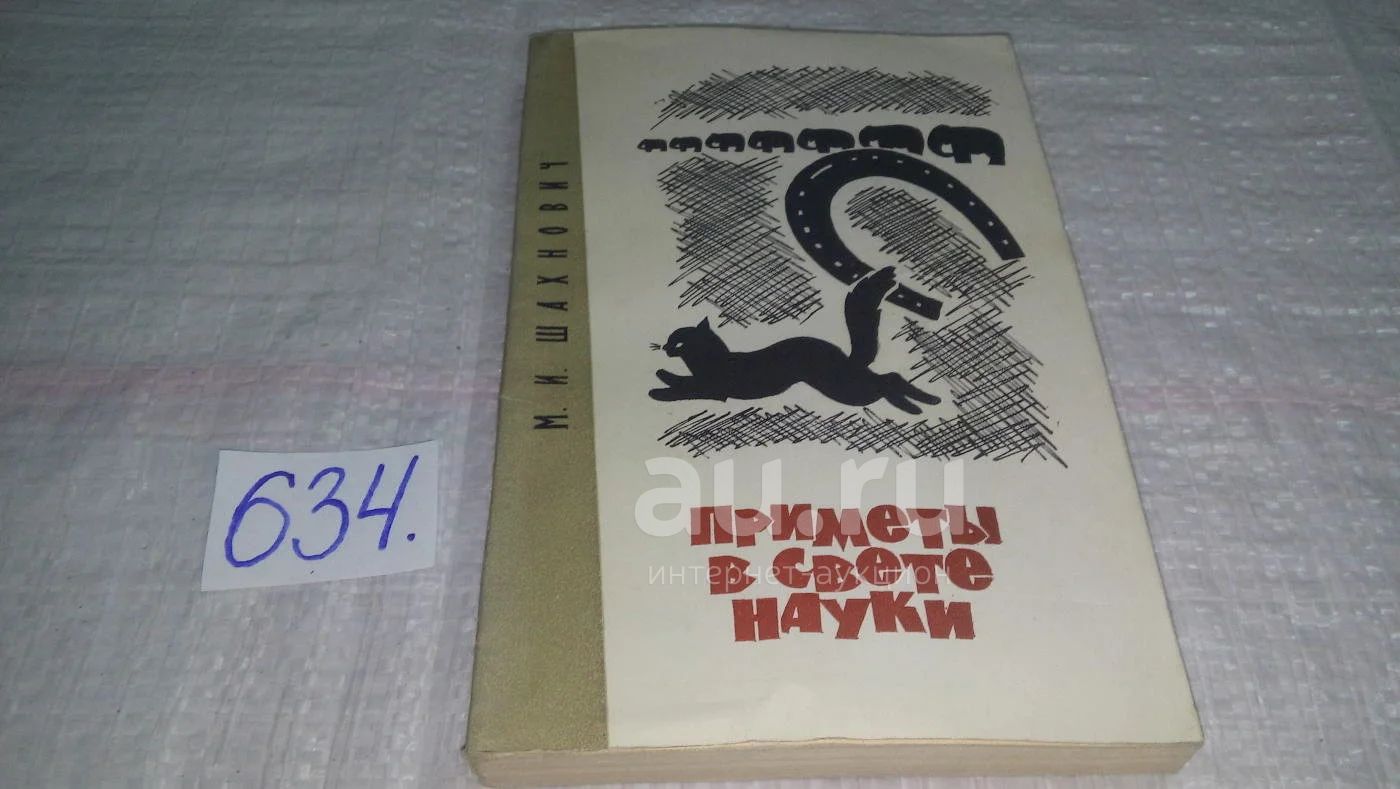 М. И. ШАХНОВИЧ
634.
au.ru
ПРИМЕТЫ
интернет-аукцион
В СВЕТЕ
НАУКИ